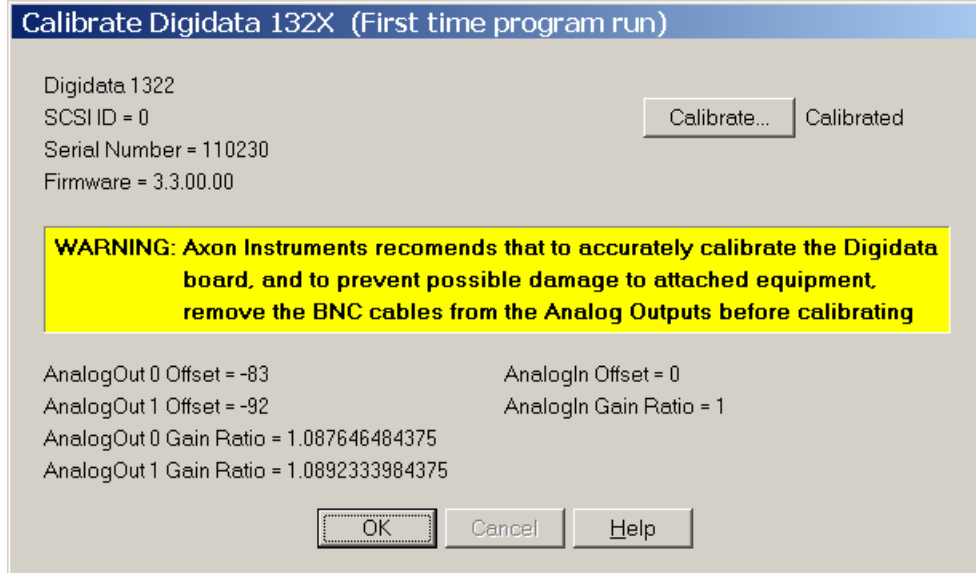 Calibrate Digidata 132X (First time program run)
Digidata 1322
SCSI ID = 0
Serial Number = 110230
Firmware = 3.3.00.00
Calibrate... Calibrated
WARNING: Axon Instruments recomends that to accurately calibrate the Digidata
board, and to prevent possible damage to attached equipment,
remove the BNC cables from the Analog Outputs before calibrating
AnalogOut 0 Offset = -83
AnalogOut 1 Offset = -92
AnalogOut 0 Gain Ratio = 1.087646484375
AnalogOut 1 Gain Ratio = 1.0892333984375
AnalogIn Offset = 0
AnalogIn Gain Ratio = 1
OK Cancel Help